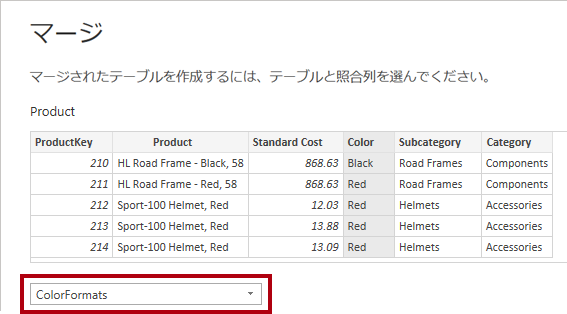 マージ
マージされたテーブルを作成するには、テーブルと照合列を選んでください。
Product
ProductKey Product Standard Cost Color Subcategory Category
210 HL Road Frame - Black, 58 868.63 Black Road Frames Components
211 HL Road Frame - Red, 58 868.63 Red Road Frames Components
212 Sport-100 Helmet, Red 12.03 Red Helmets Accessories
213 Sport-100 Helmet, Red 13.88 Red Helmets Accessories
214 Sport-100 Helmet, Red 13.09 Red Helmets Accessories
ColorFormats